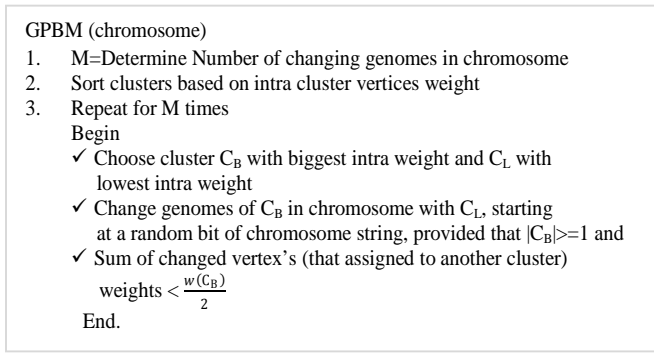 GPBM (chromosome)
1. M=Determine Number of changing genomes in chromosome
2. Sort clusters based on intra cluster vertices weight
3. Repeat for M times
Begin
✓ Choose cluster C_B with biggest intra weight and C_L with
lowest intra weight
✓ Change genomes of C_B in chromosome with C_L, starting
at a random bit of chromosome string, provided that |C_B|>=1 and
✓ Sum of changed vertex's (that assigned to another cluster)
weights < w(C_B)/2
End.